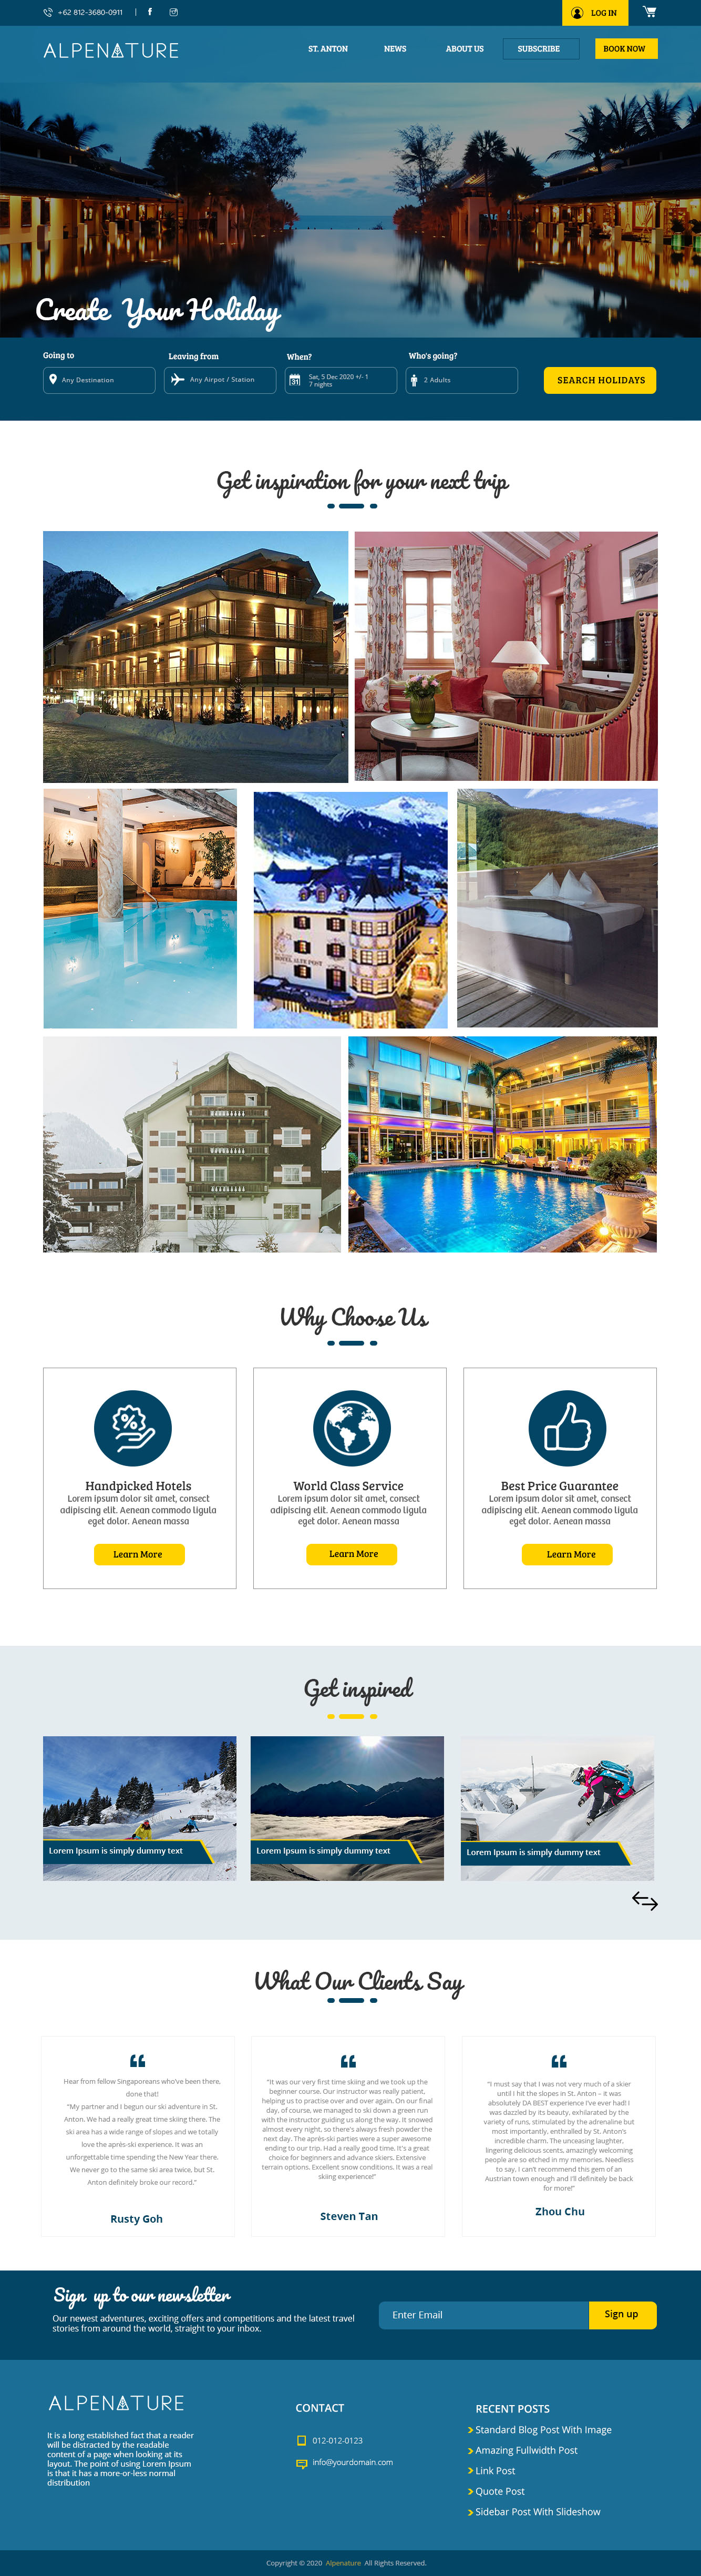 +62 812-3680-0911 | f
LOG IN
ALPENATURE
ST. ANTON NEWS ABOUT US SUBSCRIBE BOOK NOW
Create Your Holiday
Going to Leaving from When? Who's going?
Any Destination
Any Airpot / Station
31
Sat, 5 Dec 2020 +/- 1
7 nights
2 Adults
SEARCH HOLIDAYS
Get inspiration for your next trip
HOTEL ALTE POST
Why Choose Us
Handpicked Hotels
Lorem ipsum dolor sit amet, consect
adipiscing elit. Aenean commodo ligula
eget dolor. Aenean massa
Learn More
World Class Service
Lorem ipsum dolor sit amet, consect
adipiscing elit. Aenean commodo ligula
eget dolor. Aenean massa
Learn More
Best Price Guarantee
Lorem ipsum dolor sit amet, consect
adipiscing elit. Aenean commodo ligula
eget dolor. Aenean massa
Learn More
Get inspired
Lorem Ipsum is simply dummy text
Lorem Ipsum is simply dummy text
Lorem Ipsum is simply dummy text
What Our Clients Say
Hear from fellow Singaporeans who've been there,
done that!
"My partner and I begun our ski adventure in St.
Anton. We had a really great time skiing there. The
ski area has a wide range of slopes and we totally
love the après-ski experience. It was an
unforgettable time spending the New Year there.
We never go to the same ski area twice, but St.
Anton definitely broke our record."
Rusty Goh
"It was our very first time skiing and we took up the
beginner course. Our instructor was really patient,
helping us to practise over and over again. On our final
day, of course, we managed to ski down a green run
with the instructor guiding us along the way. It snowed
almost every night, so there's always fresh powder the
next day. The après-ski parties were a super awesome
ending to our trip. Had a really good time. It's a great
choice for beginners and advance skiers. Extensive
terrain options. Excellent snow conditions. It was a real
skiing experience!"
Steven Tan
"I must say that I was not very much of a skier
until I hit the slopes in St. Anton – it was
absolutely DA BEST experience I've ever had! I
was dazzled by its beauty, exhilarated by the
variety of runs, stimulated by the adrenaline but
most importantly, enthralled by St. Anton's
incredible charm. The unceasing laughter,
lingering delicious scents, amazingly welcoming
people are so etched in my memories. Needless
to say, I can't recommend this gem of an
Austrian town enough and I'll definitely be back
for more!"
Zhou Chu
Sign up to our newsletter
Our newest adventures, exciting offers and competitions and the latest travel
stories from around the world, straight to your inbox.
Enter Email
Sign up
ALPENATURE
It is a long established fact that a reader
will be distracted by the readable
content of a page when looking at its
layout. The point of using Lorem Ipsum
is that it has a more-or-less normal
distribution
CONTACT
012-012-0123
info@yourdomain.com
RECENT POSTS
Standard Blog Post With Image
Amazing Fullwidth Post
Link Post
Quote Post
Sidebar Post With Slideshow
Copyright © 2020 Alpenature All Rights Reserved.